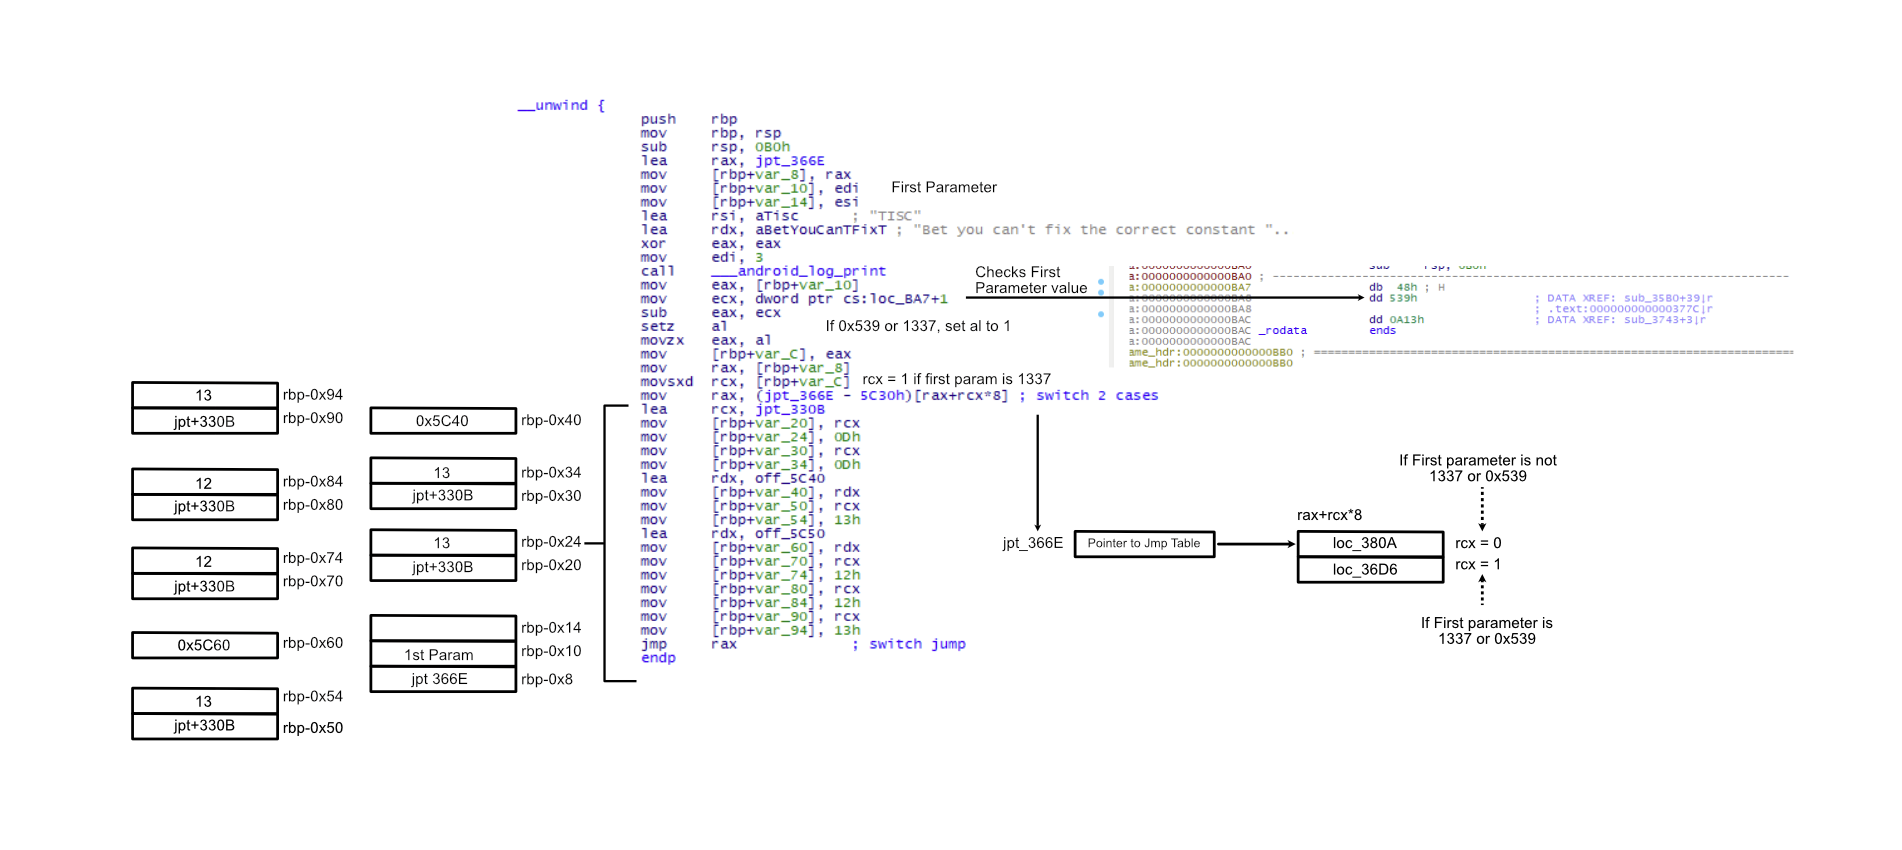 __unwind {
push rbp
mov rbp, rsp
sub rsp, 0B0h
lea rax, jpt_366E
mov [rbp+var_8], rax
mov [rbp+var_10], edi
First Parameter
mov [rbp+var_14], esi
lea rsi, aTisc ; "TISC"
lea rdx, aBetYouCanTFixT ; "Bet you can't fix the correct constant "..
xor eax, eax
mov edi, 3
call ___android_log_print
mov eax, [rbp+var_10]
mov ecx, dword ptr cs:loc_BA7+1
sub eax, ecx
setz al
movzx eax, al
mov [rbp+var_C], eax
mov rax, [rbp+var_8]
movsxd rcx, [rbp+var_C]
mov rax, (jpt_366E - 5C30h)[rax+rcx*8] ; switch 2 cases
lea rcx, jpt_330B
mov [rbp+var_20], rcx
mov [rbp+var_24], 0Dh
mov [rbp+var_30], rcx
mov [rbp+var_34], 0Dh
lea rdx, off_5C40
mov [rbp+var_40], rdx
mov [rbp+var_50], rcx
mov [rbp+var_54], 13h
lea rdx, off_5C50
mov [rbp+var_60], rdx
mov [rbp+var_70], rcx
mov [rbp+var_74], 12h
mov [rbp+var_80], rcx
mov [rbp+var_84], 12h
mov [rbp+var_90], rcx
mov [rbp+var_94], 13h
jmp rax ; switch jump
endp
Checks First
Parameter value
If 0x539 or 1337, set al to 1
rcx = 1 if first param is 1337
a:0000000000000BA0 ;
a:0000000000000BA7 db 48h ; H
a:0000000000000BA8 dd 539h ; DATA XREF: sub_35B0+39↓r
a:0000000000000BA8 ; .text:000000000000377C↓r
a:0000000000000BAC dd 0A13h ; DATA XREF: sub_3743+3↓r
a:0000000000000BAC _rodata ends
a:0000000000000BAC
ame_hdr:0000000000000BB0 ;
ame_hdr:0000000000000BB0
13 rbp-0x94
jpt+330B rbp-0x90
12 rbp-0x84
jpt+330B rbp-0x80
12 rbp-0x74
jpt+330B rbp-0x70
0x5C60 rbp-0x60
13 rbp-0x54
jpt+330B rbp-0x50
0x5C40 rbp-0x40
13 rbp-0x34
jpt+330B rbp-0x30
13 rbp-0x24
jpt+330B rbp-0x20
rbp-0x14
1st Param rbp-0x10
jpt 366E rbp-0x8
jpt_366E
Pointer to Jmp Table
rax+rcx*8
loc_380A rcx = 0
loc_36D6 rcx = 1
If First parameter is not
1337 or 0x539
If First parameter is
1337 or 0x539